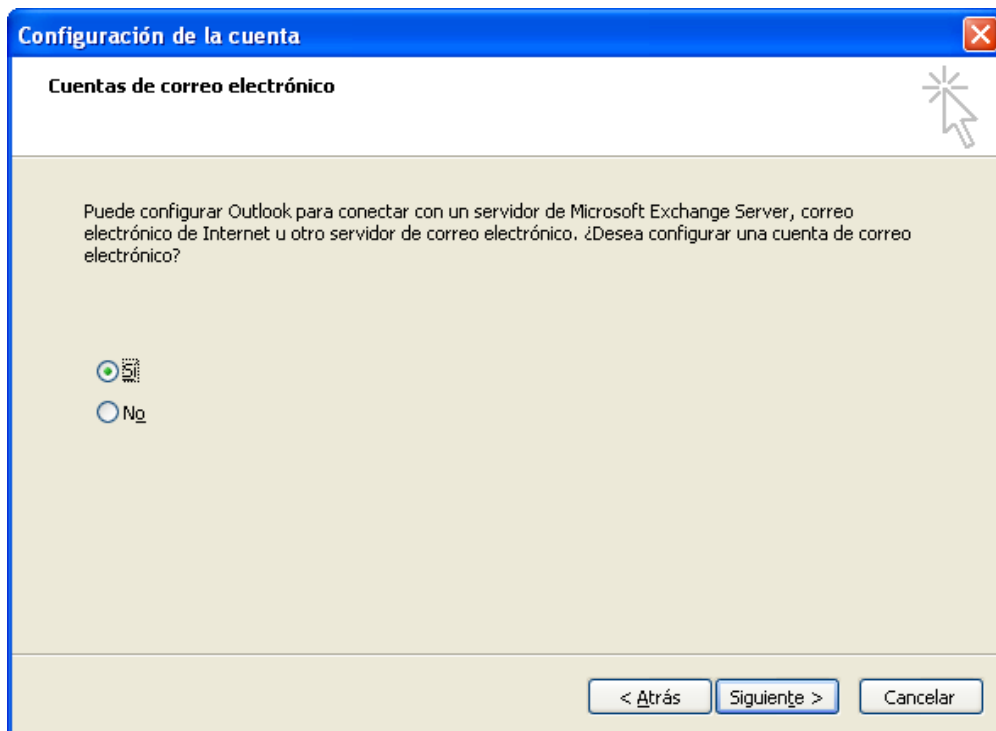 Configuración de la cuenta
Cuentas de correo electrónico
Puede configurar Outlook para conectar con un servidor de Microsoft Exchange Server, correo
electrónico de Internet u otro servidor de correo electrónico. ¿Desea configurar una cuenta de correo
electrónico?
Sí
No
< Atrás
Siguiente >
Cancelar